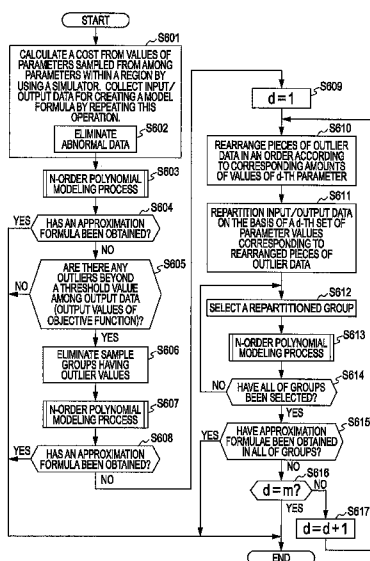 START
S601
CALCULATE A COST FROM VALUES OF
PARAMETERS SAMPLED FROM AMONG
PARAMETERS WITHIN A REGION BY
USING A SIMULATOR. COLLECT INPUT/
OUTPUT DATA FOR CREATING A MODEL
FORMULA BY REPEATING THIS
OPERATION.
S602
ELIMINATE
ABNORMAL DATA
S603
N-ORDER POLYNOMIAL
MODELING PROCESS
S604
YES
HAS AN APPROXIMATION
FORMULA BEEN OBTAINED?
NO
S605
ARE THERE ANY
OUTLIERS BEYOND
A THRESHOLD VALUE
AMONG OUTPUT DATA
(OUTPUT VALUES OF
OBJECTIVE FUNCTION)?
NO
YES
S606
ELIMINATE SAMPLE
GROUPS HAVING
OUTLIER VALUES
S607
N-ORDER POLYNOMIAL
MODELING PROCESS
S608
YES
HAS AN APPROXIMATION
FORMULA BEEN OBTAINED?
NO
S609
d=1
S610
REARRANGE PIECES OF OUTLIER
DATA IN AN ORDER ACCORDING
TO CORRESPONDING AMOUNTS
OF VALUES OF d-TH PARAMETER
S611
REPARTITION INPUT/OUTPUT DATA
ON THE BASIS OF A d-TH SET OF
PARAMETER VALUES
CORRESPONDING TO
REARRANGED PIECES OF
OUTLIER DATA
S612
SELECT A REPARTITIONED GROUP
S613
N-ORDER POLYNOMIAL
MODELING PROCESS
S614
NO
HAVE ALL OF GROUPS
BEEN SELECTED?
YES
S615
YES
HAVE APPROXIMATION
FORMULAE BEEN OBTAINED
IN ALL OF GROUPS?
NO
S616
d=m?
NO
YES
S617
d=d+1
END